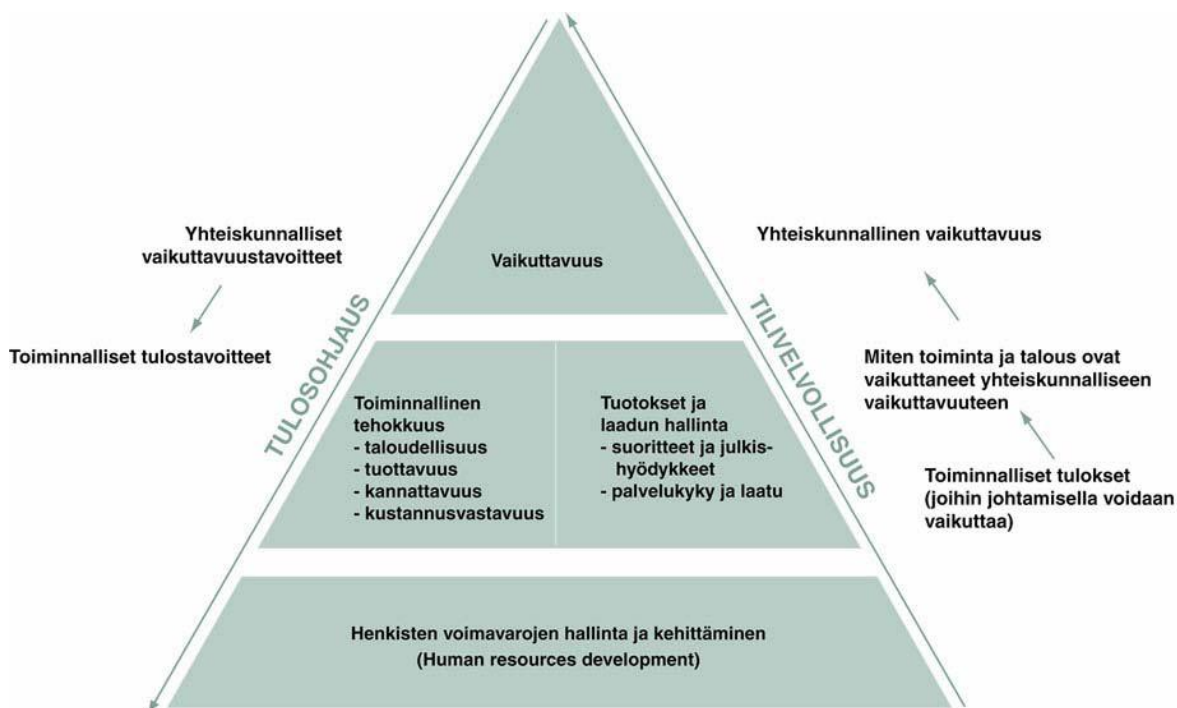 Yhteiskunnalliset
vaikuttavuustavoitteet
Toiminnalliset tulostavoitteet
TULOSOHJAUS
Vaikuttavuus
Toiminnallinen
tehokkuus
- taloudellisuus
- tuottavuus
- kannattavuus
- kustannusvastavuus
Tuotokset ja
laadun hallinta
- suoritteet ja julkis-
hyödykkeet
- palvelukyky ja laatu
Henkisten voimavarojen hallinta ja kehittäminen
(Human resources development)
TILIVELVOLLISUUS
Yhteiskunnallinen vaikuttavuus
Miten toiminta ja talous ovat
vaikuttaneet yhteiskunnalliseen
vaikuttavuuteen
Toiminnalliset tulokset
(joihin johtamisella voidaan
vaikuttaa)